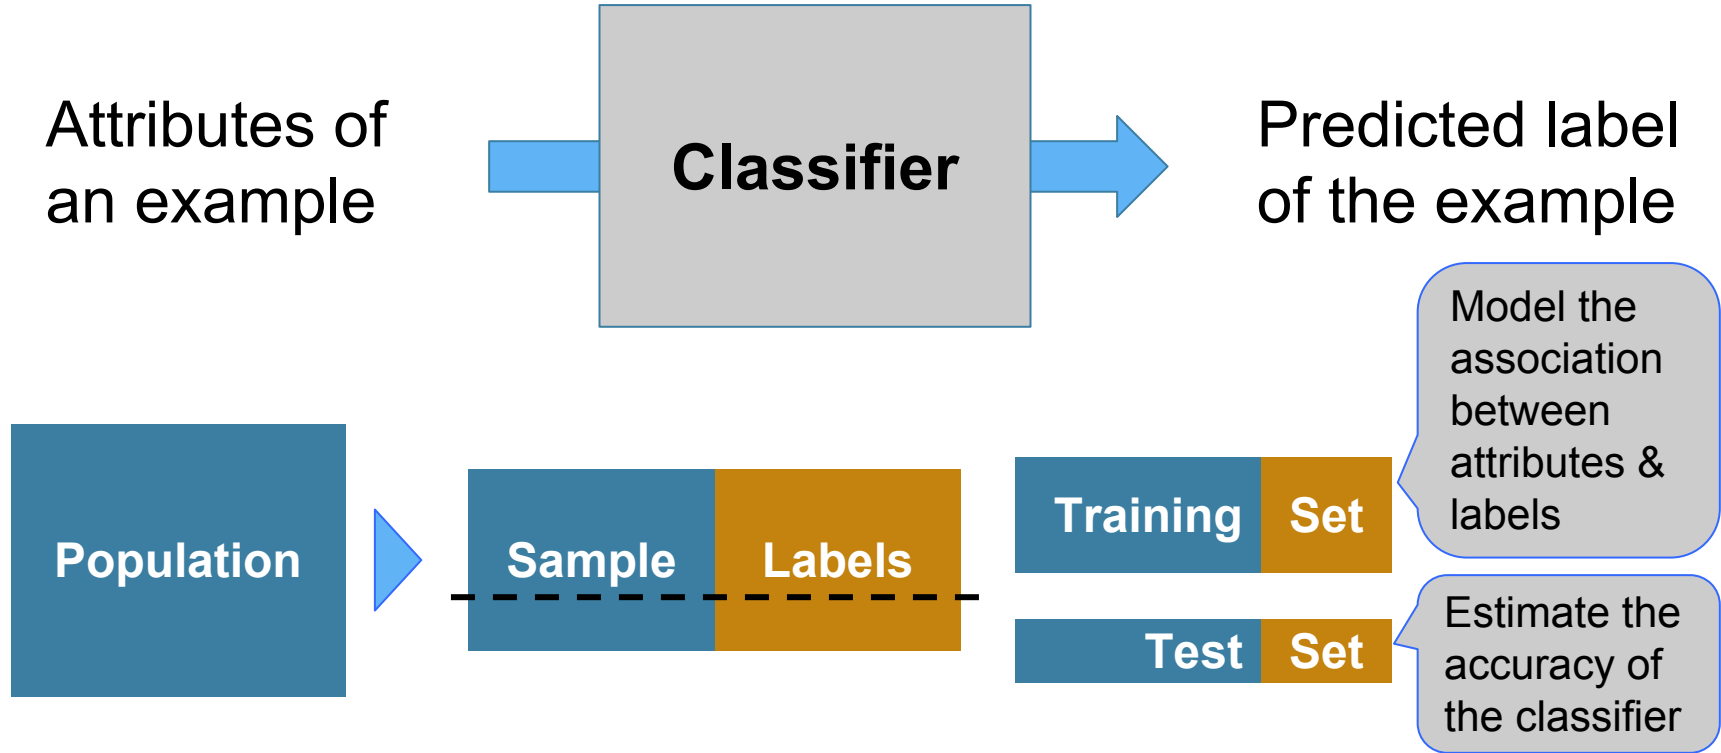 Attributes of
an example
Classifier
Predicted label
of the example
Population
Sample
Labels
Training Set
Model the
association
between
attributes &
labels
Test Set
Estimate the
accuracy of
the classifier